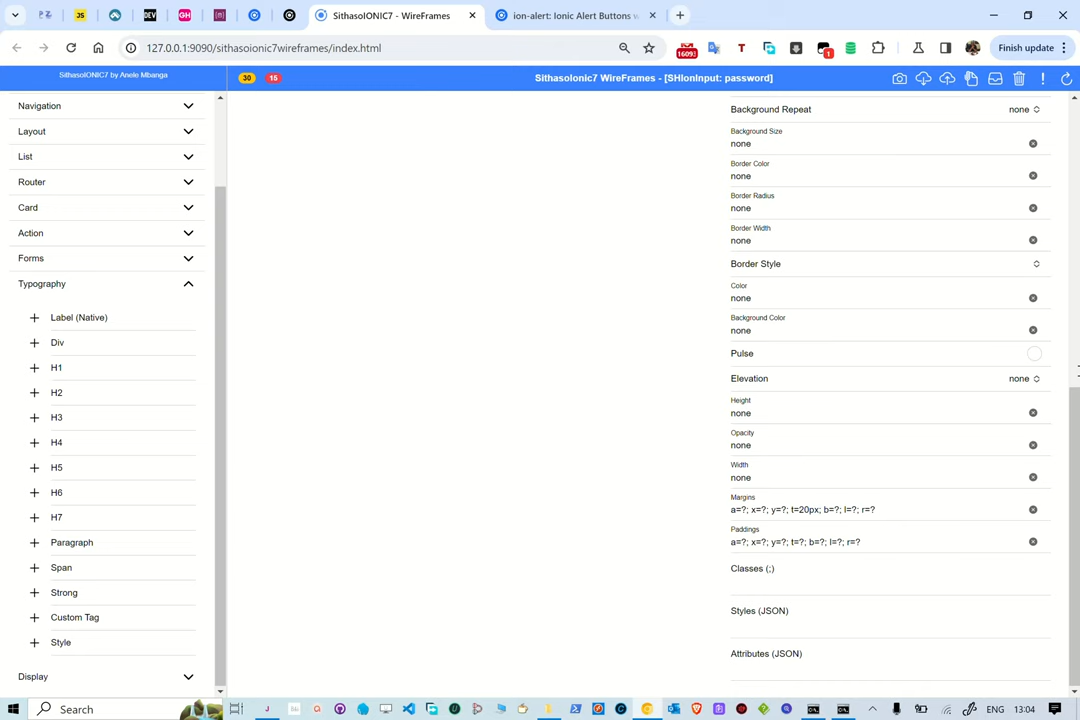 SithasoIONIC7 - WireFrames
ion-alert: Ionic Alert Buttons w
127.0.0.1:9090/sithasoionic7wireframes/index.html
16093
1
Finish update
SithasoIONIC7 by Anele Mbanga
30
15
SithasoIonic7 WireFrames - [SHIonInput: password]
Navigation
Layout
List
Router
Card
Action
Forms
Typography
Label (Native)
Div
H1
H2
H3
H4
H5
H6
H7
Paragraph
Span
Strong
Custom Tag
Style
Display
Background Repeat
none
Background Size
none
Border Color
none
Border Radius
none
Border Width
none
Border Style
Color
none
Background Color
none
Pulse
Elevation
none
Height
none
Opacity
none
Width
none
Margins
a=?; x=?; y=?; t=20px; b=?; l=?; r=?
Paddings
a=?; x=?; y=?; t=?; b=?; l=?; r=?
Classes (;)
Styles (JSON)
Attributes (JSON)
Search
ENG
13:04